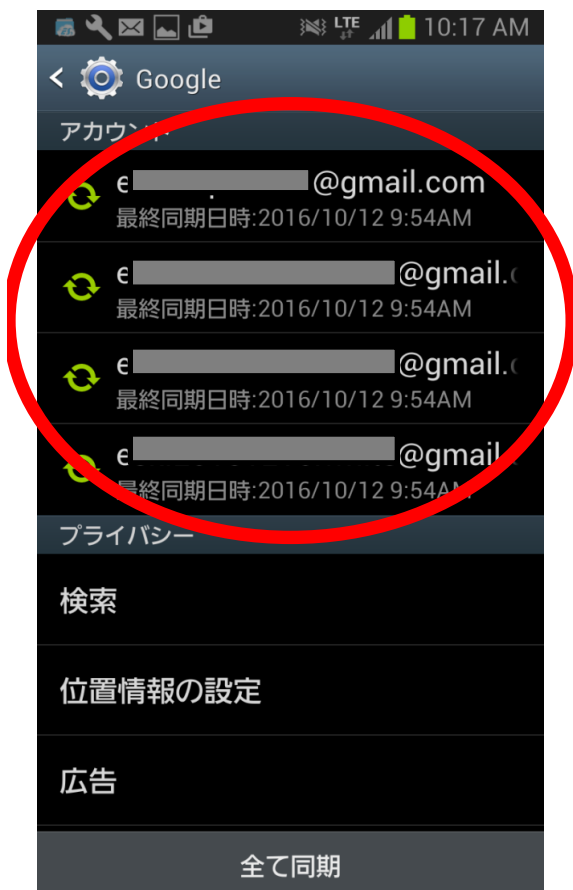 LTE 10:17 AM
Google
アカウント
e @gmail.com
最終同期日時:2016/10/12 9:54AM
e @gmail.
最終同期日時:2016/10/12 9:54AM
e @gmail.
最終同期日時:2016/10/12 9:54AM
e @gmail.
最終同期日時:2016/10/12 9:54AM
プライバシー
検索
位置情報の設定
広告
全て同期